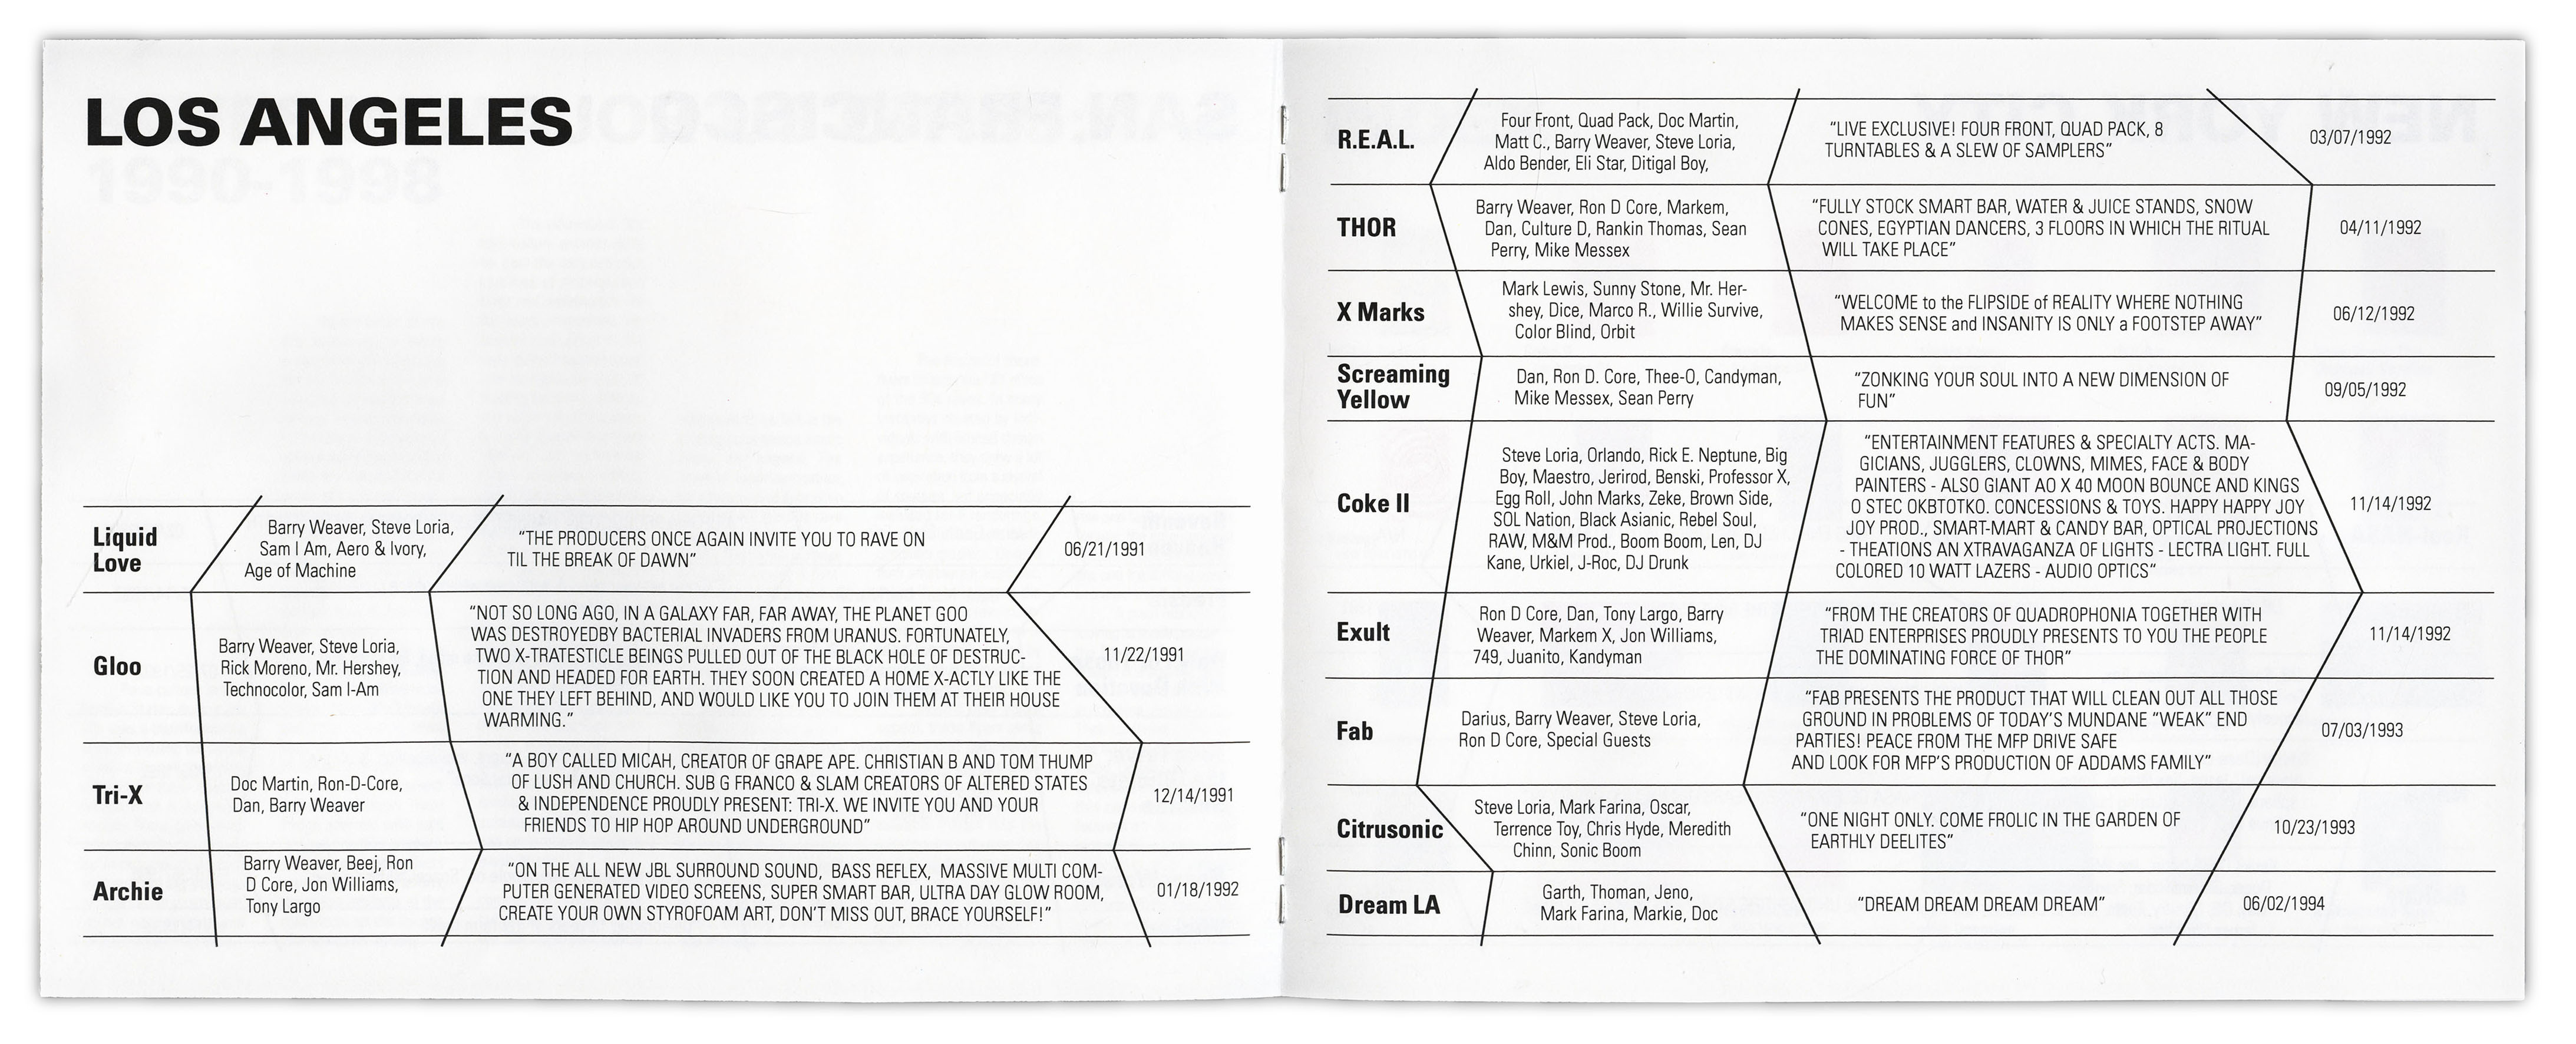 LOS ANGELES
1990-1998
Liquid
Love
Barry Weaver, Steve Loria,
Sam I Am, Aero & Ivory,
Age of Machine
“THE PRODUCERS ONCE AGAIN INVITE YOU TO RAVE ON
TIL THE BREAK OF DAWN”
06/21/1991
Gloo
Barry Weaver, Steve Loria,
Rick Moreno, Mr. Hershey,
Technocolor, Sam I-Am
“NOT SO LONG AGO, IN A GALAXY FAR, FAR AWAY, THE PLANET GOO
WAS DESTROYEDBY BACTERIAL INVADERS FROM URANUS. FORTUNATELY,
TWO X-TRATESTICLE BEINGS PULLED OUT OF THE BLACK HOLE OF DESTRUC-
TION AND HEADED FOR EARTH. THEY SOON CREATED A HOME X-ACTLY LIKE THE
ONE THEY LEFT BEHIND, AND WOULD LIKE YOU TO JOIN THEM AT THEIR HOUSE
WARMING.”
11/22/1991
Tri-X
Doc Martin, Ron-D-Core,
Dan, Barry Weaver
“A BOY CALLED MICAH, CREATOR OF GRAPE APE. CHRISTIAN B AND TOM THUMP
OF LUSH AND CHURCH. SUB G FRANCO & SLAM CREATORS OF ALTERED STATES
& INDEPENDENCE PROUDLY PRESENT: TRI-X. WE INVITE YOU AND YOUR
FRIENDS TO HIP HOP AROUND UNDERGROUND”
12/14/1991
Archie
Barry Weaver, Beej, Ron
D Core, Jon Williams,
Tony Largo
“ON THE ALL NEW JBL SURROUND SOUND, BASS REFLEX, MASSIVE MULTI COM-
PUTER GENERATED VIDEO SCREENS, SUPER SMART BAR, ULTRA DAY GLOW ROOM,
CREATE YOUR OWN STYROFOAM ART, DON'T MISS OUT, BRACE YOURSELF!”
01/18/1992
R.E.A.L.
Four Front, Quad Pack, Doc Martin,
Matt C., Barry Weaver, Steve Loria,
Aldo Bender, Eli Star, Ditigal Boy,
“LIVE EXCLUSIVE! FOUR FRONT, QUAD PACK, 8
TURNTABLES & A SLEW OF SAMPLERS”
03/07/1992
THOR
Barry Weaver, Ron D Core, Markem,
Dan, Culture D, Rankin Thomas, Sean
Perry, Mike Messex
“FULLY STOCK SMART BAR, WATER & JUICE STANDS, SNOW
CONES, EGYPTIAN DANCERS, 3 FLOORS IN WHICH THE RITUAL
WILL TAKE PLACE”
04/11/1992
X Marks
Mark Lewis, Sunny Stone, Mr. Her-
shey, Dice, Marco R., Willie Survive,
Color Blind, Orbit
“WELCOME to the FLIPSIDE of REALITY WHERE NOTHING
MAKES SENSE and INSANITY IS ONLY a FOOTSTEP AWAY”
06/12/1992
Screaming
Yellow
Dan, Ron D. Core, Thee-O, Candyman,
Mike Messex, Sean Perry
“ZONKING YOUR SOUL INTO A NEW DIMENSION OF
FUN”
09/05/1992
Coke II
Steve Loria, Orlando, Rick E. Neptune, Big
Boy, Maestro, Jerirod, Benski, Professor X,
Egg Roll, John Marks, Zeke, Brown Side,
SOL Nation, Black Asianic, Rebel Soul,
RAW, M&M Prod., Boom Boom, Len, DJ
Kane, Urkiel, J-Roc, DJ Drunk
“ENTERTAINMENT FEATURES & SPECIALTY ACTS. MA-
GICIANS, JUGGLERS, CLOWNS, MIMES, FACE & BODY
PAINTERS - ALSO GIANT AO X 40 MOON BOUNCE AND KINGS
O STEC OKBTOTKO. CONCESSIONS & TOYS. HAPPY HAPPY JOY
JOY PROD., SMART-MART & CANDY BAR, OPTICAL PROJECTIONS
- THEATIONS AN XTRAVAGANZA OF LIGHTS - LECTRA LIGHT. FULL
COLORED 10 WATT LAZERS - AUDIO OPTICS”
11/14/1992
Exult
Ron D Core, Dan, Tony Largo, Barry
Weaver, Markem X, Jon Williams,
749, Juanito, Kandyman
“FROM THE CREATORS OF QUADROPHONIA TOGETHER WITH
TRIAD ENTERPRISES PROUDLY PRESENTS TO YOU THE PEOPLE
THE DOMINATING FORCE OF THOR”
11/14/1992
Fab
Darius, Barry Weaver, Steve Loria,
Ron D Core, Special Guests
“FAB PRESENTS THE PRODUCT THAT WILL CLEAN OUT ALL THOSE
GROUND IN PROBLEMS OF TODAY'S MUNDANE “WEAK” END
PARTIES! PEACE FROM THE MFP DRIVE SAFE
AND LOOK FOR MFP'S PRODUCTION OF ADDAMS FAMILY”
07/03/1993
Citrusonic
Steve Loria, Mark Farina, Oscar,
Terrence Toy, Chris Hyde, Meredith
Chinn, Sonic Boom
“ONE NIGHT ONLY. COME FROLIC IN THE GARDEN OF
EARTHLY DEELITES”
10/23/1993
Dream LA
Garth, Thoman, Jeno,
Mark Farina, Markie, Doc
“DREAM DREAM DREAM DREAM”
06/02/1994